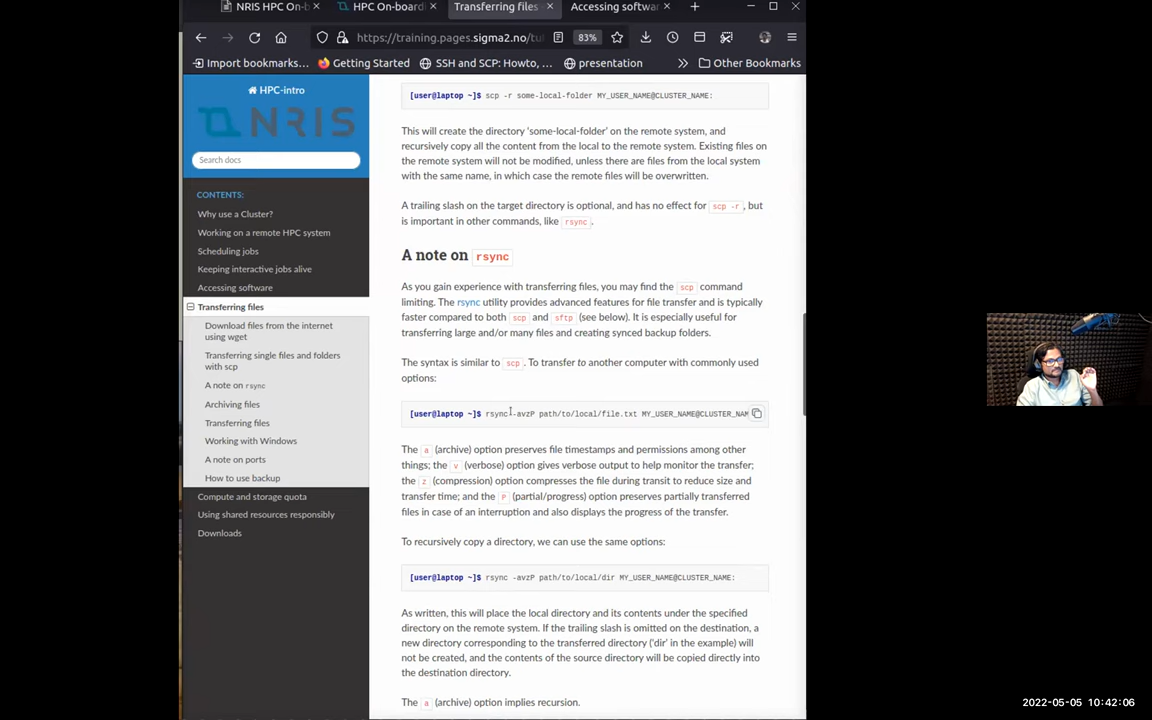 NRIS HPC On-b
HPC On-boardi
Transferring files
Accessing softwar
https://training.pages.sigma2.no/tu
83%
Import bookmarks...
Getting Started
SSH and SCP: Howto, ...
presentation
Other Bookmarks
HPC-intro
NRIS
Search docs
CONTENTS:
Why use a Cluster?
Working on a remote HPC system
Scheduling jobs
Keeping interactive jobs alive
Accessing software
Transferring files
Download files from the internet
using wget
Transferring single files and folders
with scp
A note on rsync
Archiving files
Transferring files
Working with Windows
A note on ports
How to use backup
Compute and storage quota
Using shared resources responsibly
Downloads
[user@laptop ~]$ scp -r some-local-folder MY_USER_NAME@CLUSTER_NAME:
This will create the directory 'some-local-folder' on the remote system, and
recursively copy all the content from the local to the remote system. Existing files on
the remote system will not be modified, unless there are files from the local system
with the same name, in which case the remote files will be overwritten.
A trailing slash on the target directory is optional, and has no effect for scp -r, but
is important in other commands, like rsync.
A note on rsync
As you gain experience with transferring files, you may find the scp command
limiting. The rsync utility provides advanced features for file transfer and is typically
faster compared to both scp and sftp (see below). It is especially useful for
transferring large and/or many files and creating synced backup folders.
The syntax is similar to scp. To transfer to another computer with commonly used
options:
[user@laptop ~]$ rsync -avzP path/to/local/file.txt MY_USER_NAME@CLUSTER_NAM
The a (archive) option preserves file timestamps and permissions among other
things; the v (verbose) option gives verbose output to help monitor the transfer;
the z (compression) option compresses the file during transit to reduce size and
transfer time; and the P (partial/progress) option preserves partially transferred
files in case of an interruption and also displays the progress of the transfer.
To recursively copy a directory, we can use the same options:
[user@laptop ~]$ rsync -avzP path/to/local/dir MY_USER_NAME@CLUSTER_NAME:
As written, this will place the local directory and its contents under the specified
directory on the remote system. If the trailing slash is omitted on the destination, a
new directory corresponding to the transferred directory ('dir' in the example) will
not be created, and the contents of the source directory will be copied directly into
the destination directory.
The a (archive) option implies recursion.
2022-05-05 10:42:06